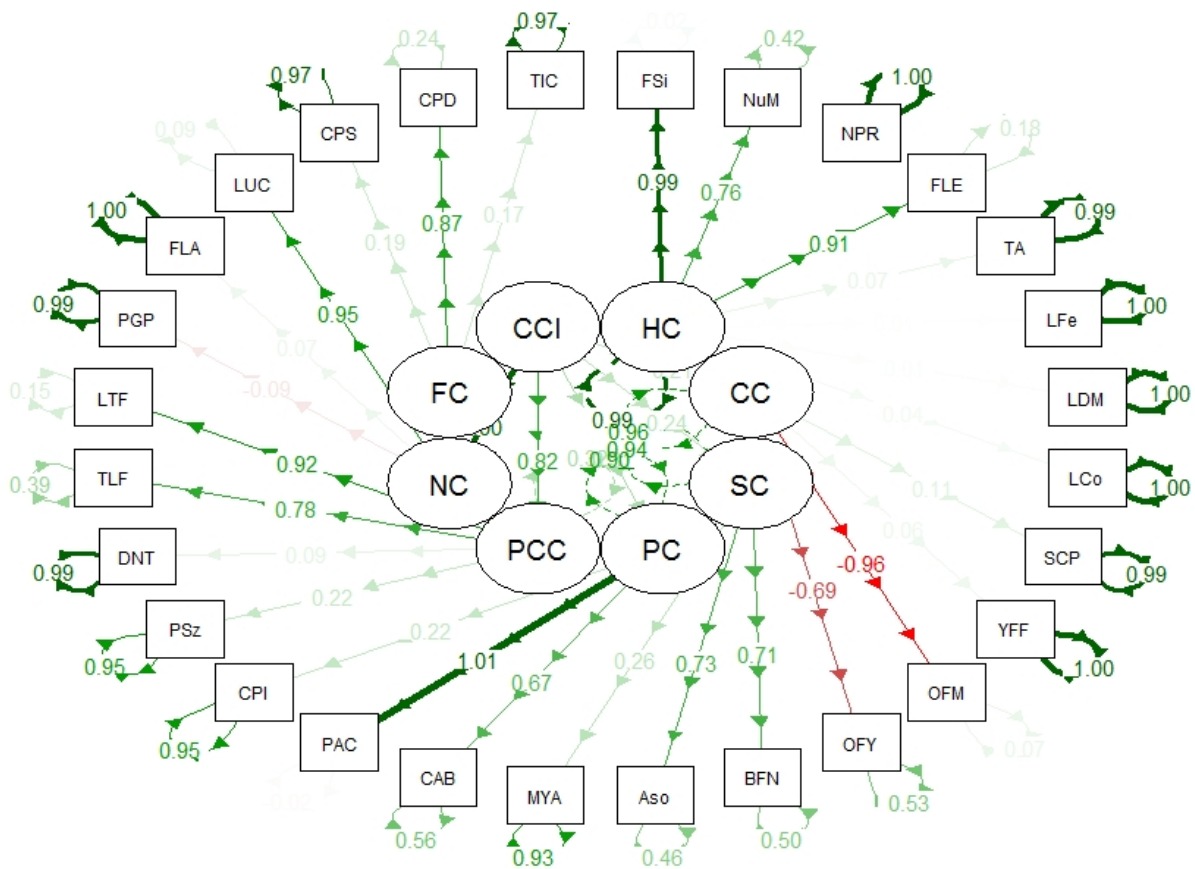 0.97 0.02
0.24 0.42
0.97 1.00
TIC FSi
CPD NuM
CPS NPR
0.09 0.18
LUC FLE
1.00 0.99
FLA TA
0.19 0.87 0.17 0.99 0.76 0.91 0.07
0.99 PGP 0.95 LFe 1.00
CCI HC
0.07
0.15 LTF -0.09 FC CC LDM 1.00
0.99 0.24
0.96
0.92 0.82 0.90 0.94 0.04
0.39 TLF NC SC LCo 1.00
0.78 0.11
0.99 DNT 0.09 PCC PC 0.06 SCP 0.99
-0.69 -0.96
0.22
PSz YFF
0.95 0.22 1.01 0.26 0.73 0.71 1.00
0.67
CPI OFM
0.95 PAC OFY 0.07
CAB MYA Aso BFN
-0.02 0.53
0.56 0.93 0.46 0.50